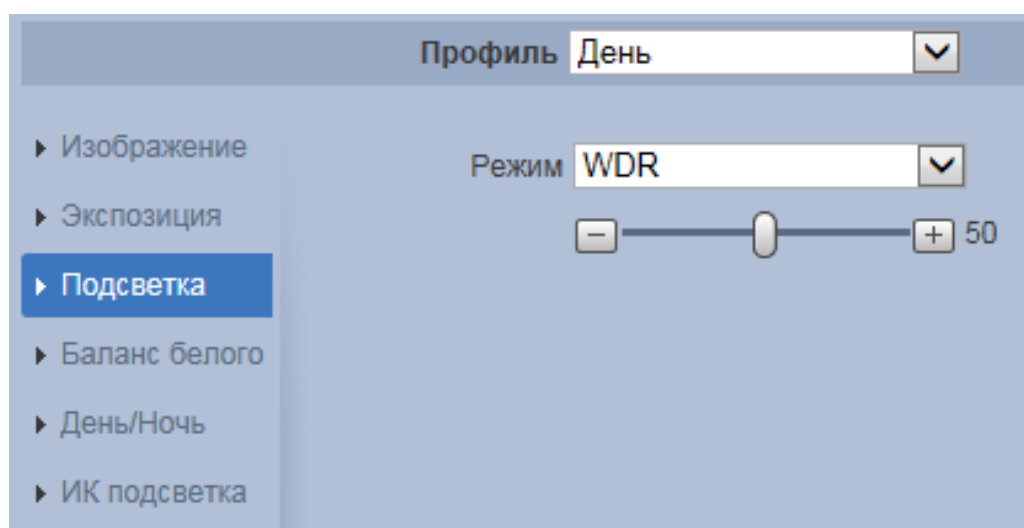 Профиль День
Изображение
Режим WDR
Экспозиция
50
Подсветка
Баланс белого
День/Ночь
ИК подсветка